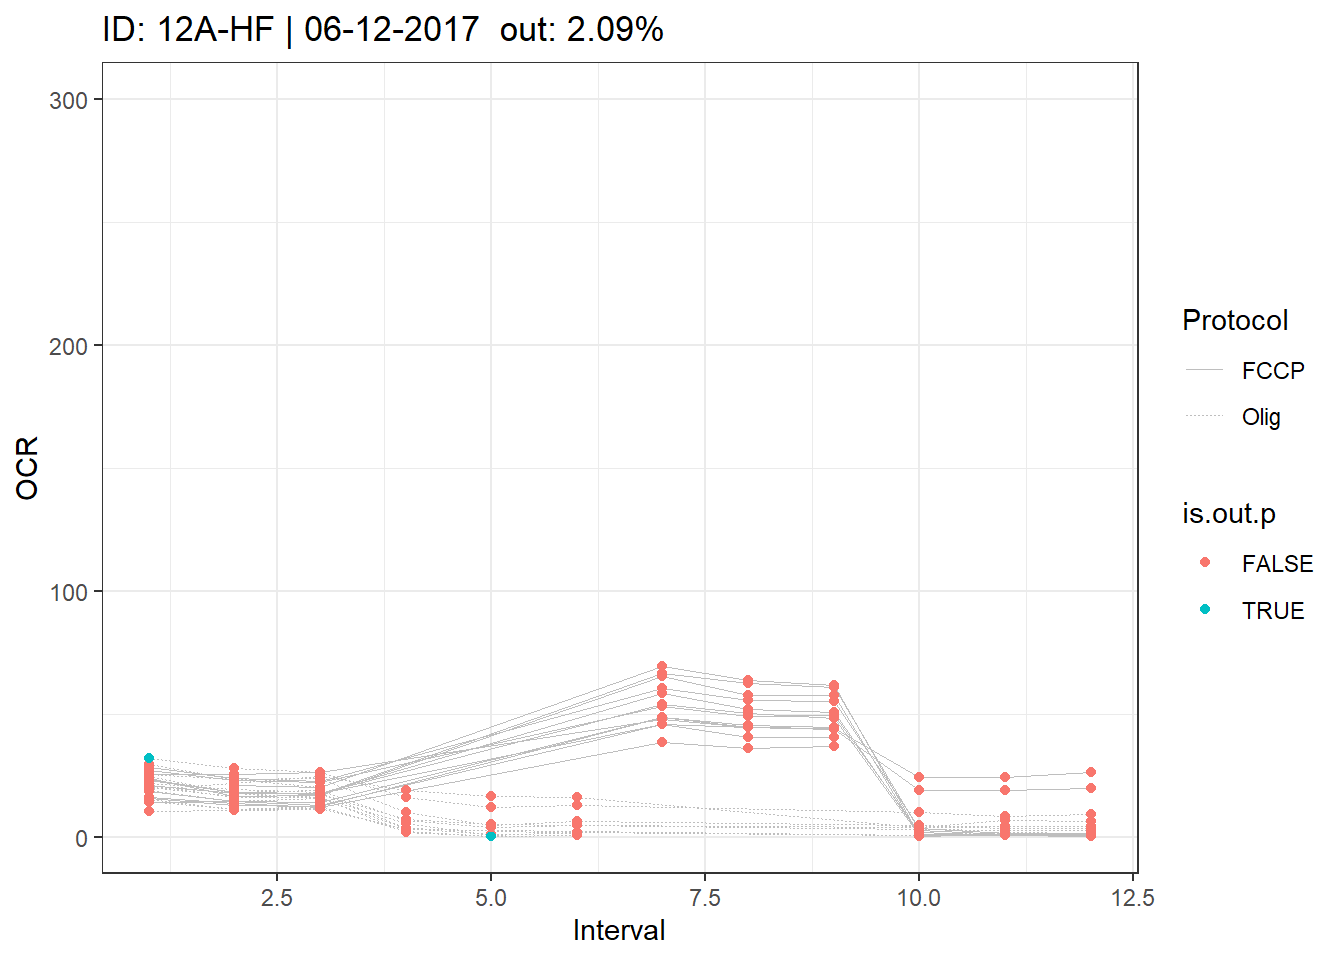 ID: 12A-HF | 06-12-2017  out: 2.09%
300
200
100
0
OCR
2.5
5.0
7.5
10.0
12.5
Interval
Protocol
FCCP
Olig
is.out.p
FALSE
TRUE